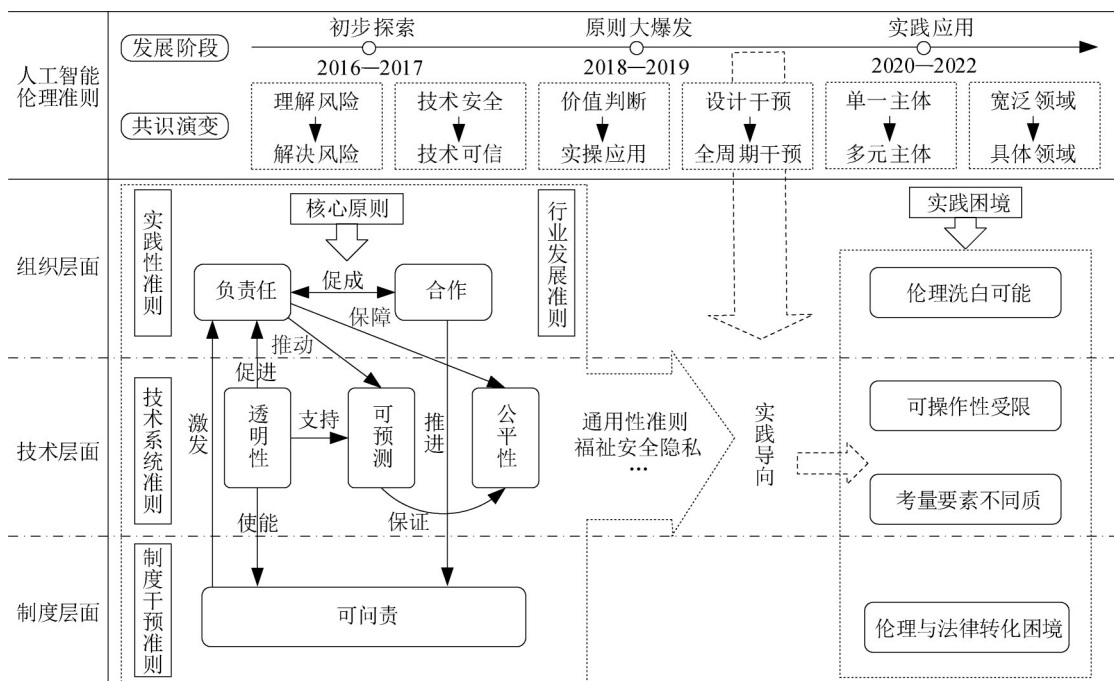 人工智能
伦理准则
发展阶段
初步探索
原则大爆发
实践应用
2016—2017
2018—2019
2020—2022
共识演变
理解风险
解决风险
技术安全
技术可信
价值判断
实操应用
设计干预
全周期干预
单一主体
多元主体
宽泛领域
具体领域
组织层面
实践性准则
核心原则
行业发展准则
实践困境
负责任
促成
合作
伦理洗白可能
保障
推动
促进
技术层面
技术系统准则
激发
透明性
支持
可预测
推进
公平性
通用性准则
福祉安全隐私
...
实践导向
可操作性受限
考量要素不同质
使能
保证
制度层面
制度干预准则
可问责
伦理与法律转化困境